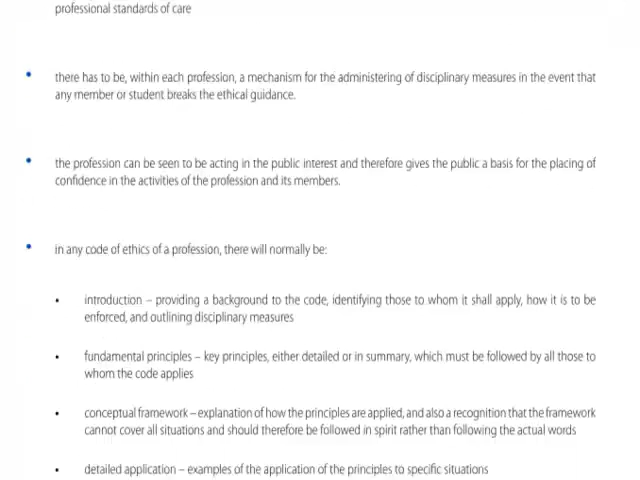 professional standards of care
• there has to be, within each profession, a mechanism for the administering of disciplinary measures in the event that
any member or student breaks the ethical guidance.
• the profession can be seen to be acting in the public interest and therefore gives the public a basis for the placing of
confidence in the activities of the profession and its members.
• in any code of ethics of a profession, there will normally be:
• introduction – providing a background to the code, identifying those to whom it shall apply, how it is to be
enforced, and outlining disciplinary measures
• fundamental principles – key principles, either detailed or in summary, which must be followed by all those to
whom the code applies
• conceptual framework – explanation of how the principles are applied, and also a recognition that the framework
cannot cover all situations and should therefore be followed in spirit rather than following the actual words
• detailed application – examples of the application of the principles to specific situations